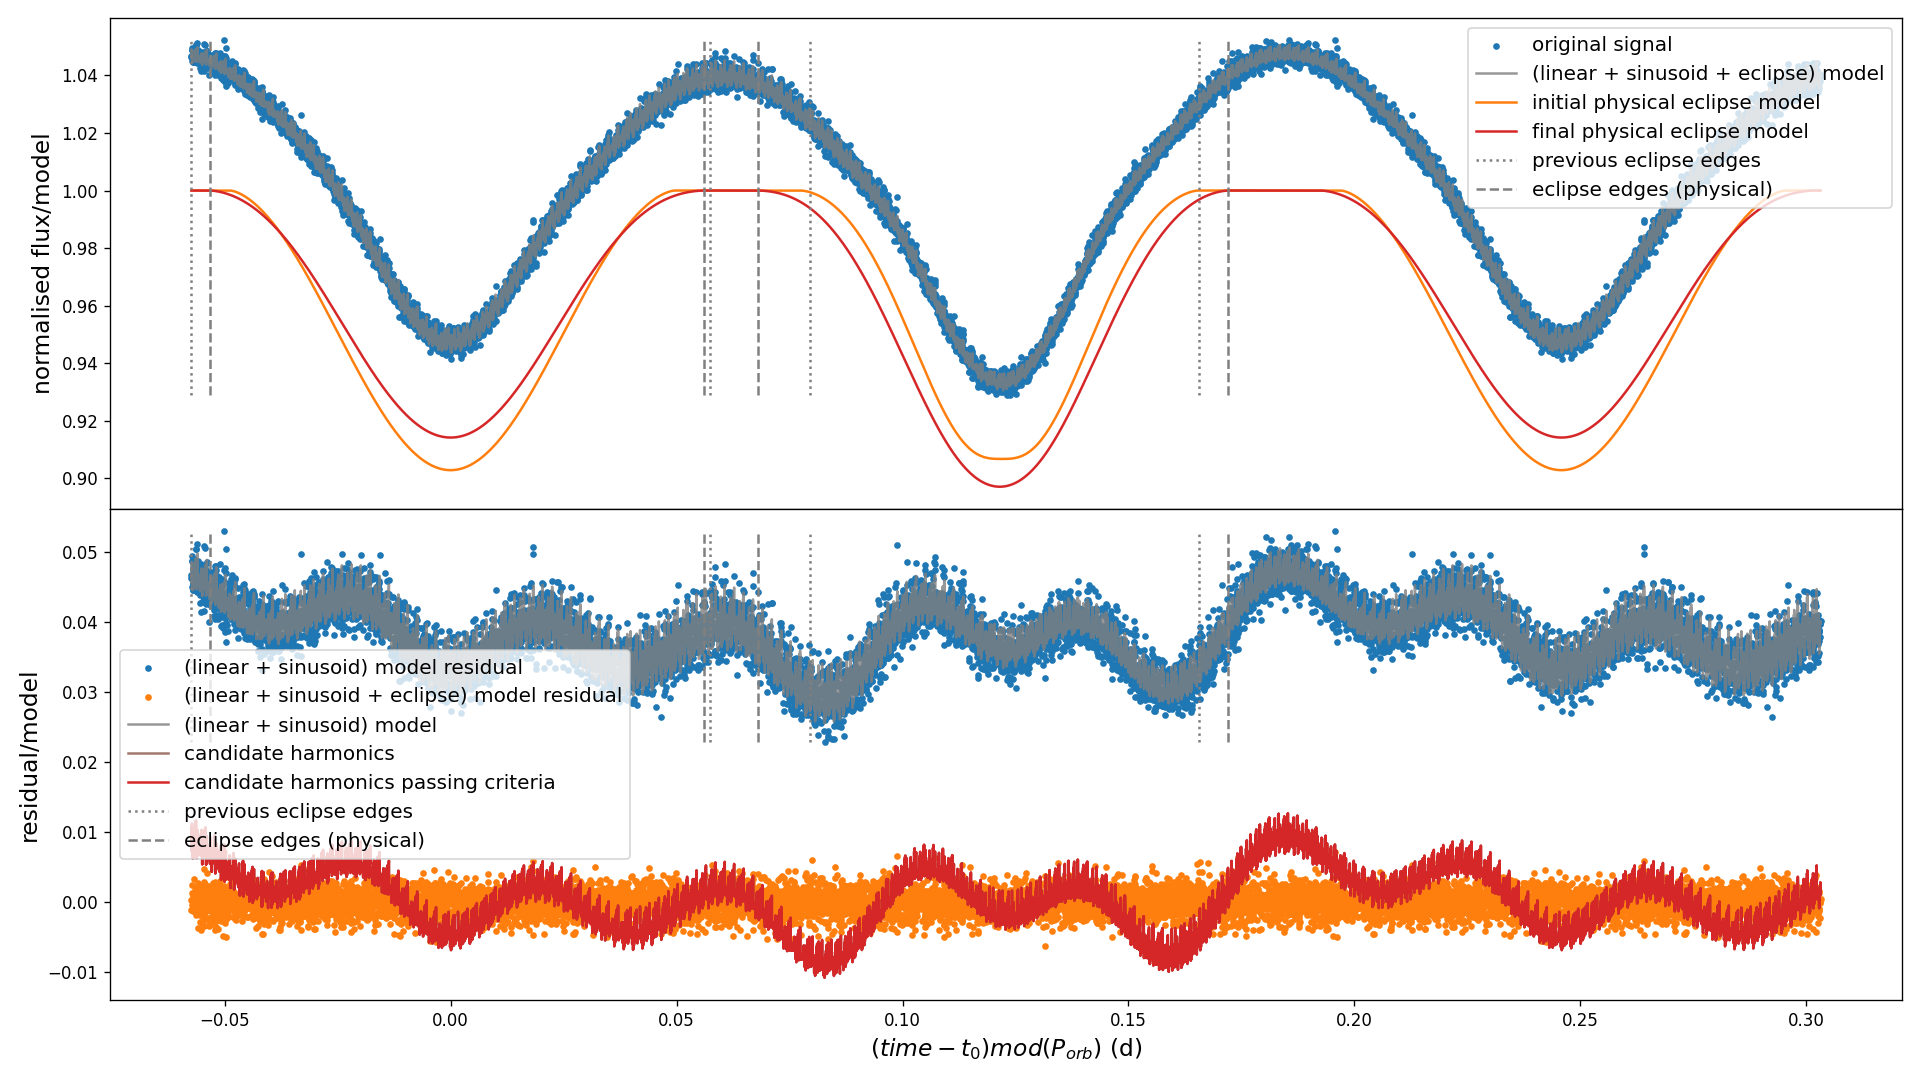 normalised flux/model
1.04
1.02
1.00
0.98
0.96
0.94
0.92
0.90
original signal
(linear + sinusoid + eclipse) model
initial physical eclipse model
final physical eclipse model
previous eclipse edges
eclipse edges (physical)
residual/model
0.05
0.04
0.03
0.02
0.01
0.00
−0.01
(linear + sinusoid) model residual
(linear + sinusoid + eclipse) model residual
(linear + sinusoid) model
candidate harmonics
candidate harmonics passing criteria
previous eclipse edges
eclipse edges (physical)
−0.05 0.00 0.05 0.10 0.15 0.20 0.25 0.30
(time − t₀)mod(P_orb) (d)